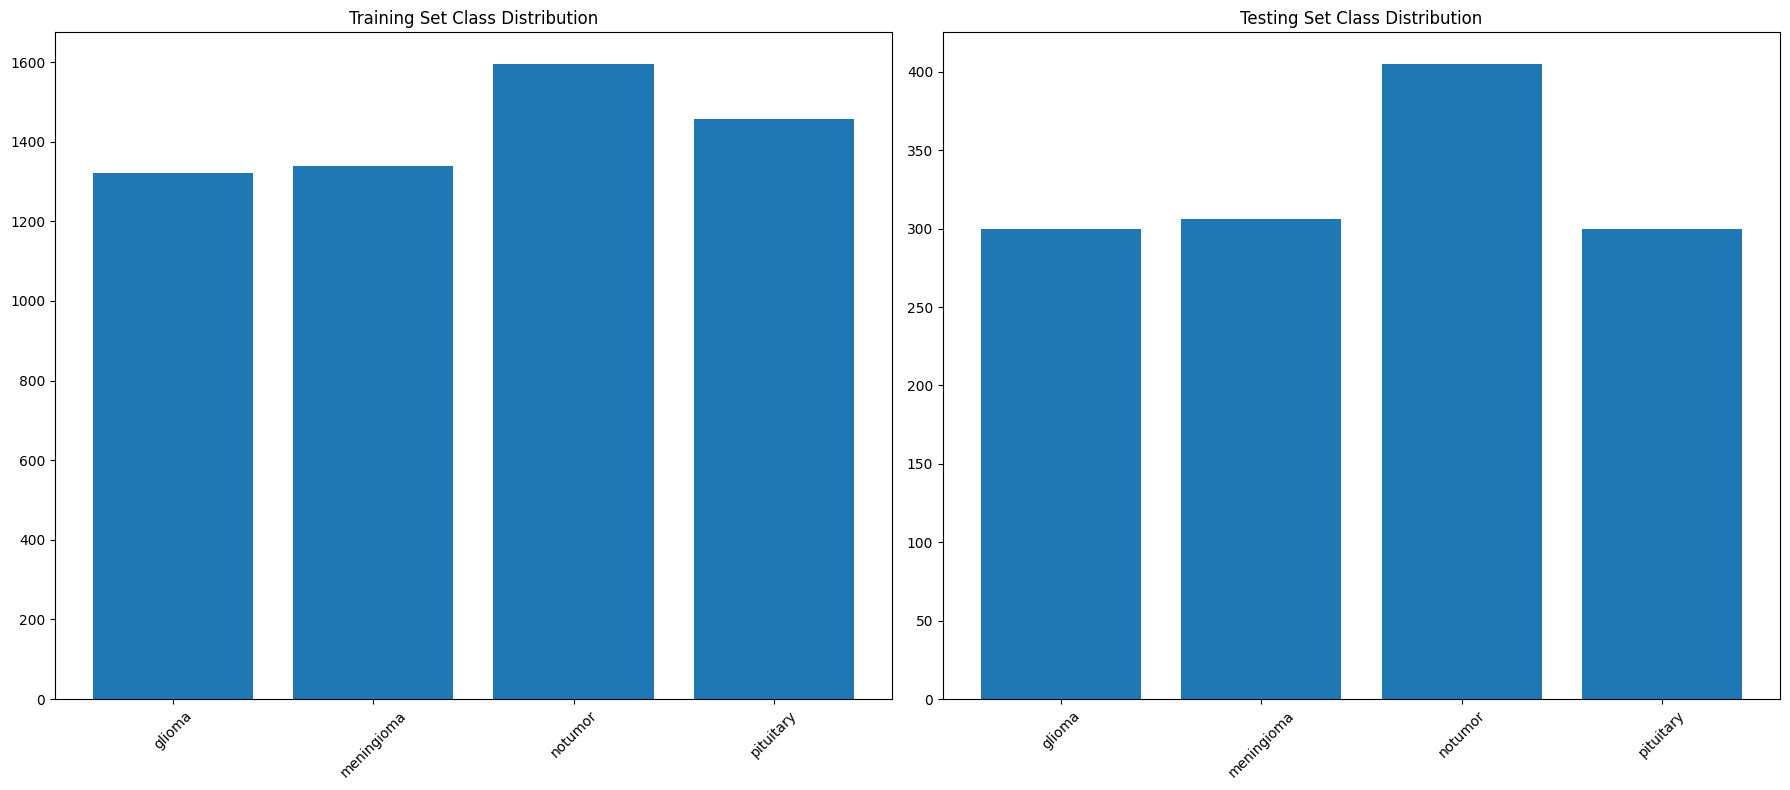 Training Set Class Distribution
1600
1400
1200
1000
800
600
400
200
0
glioma
meningioma
notumor
pituitary
Testing Set Class Distribution
400
350
300
250
200
150
100
50
0
glioma
meningioma
notumor
pituitary